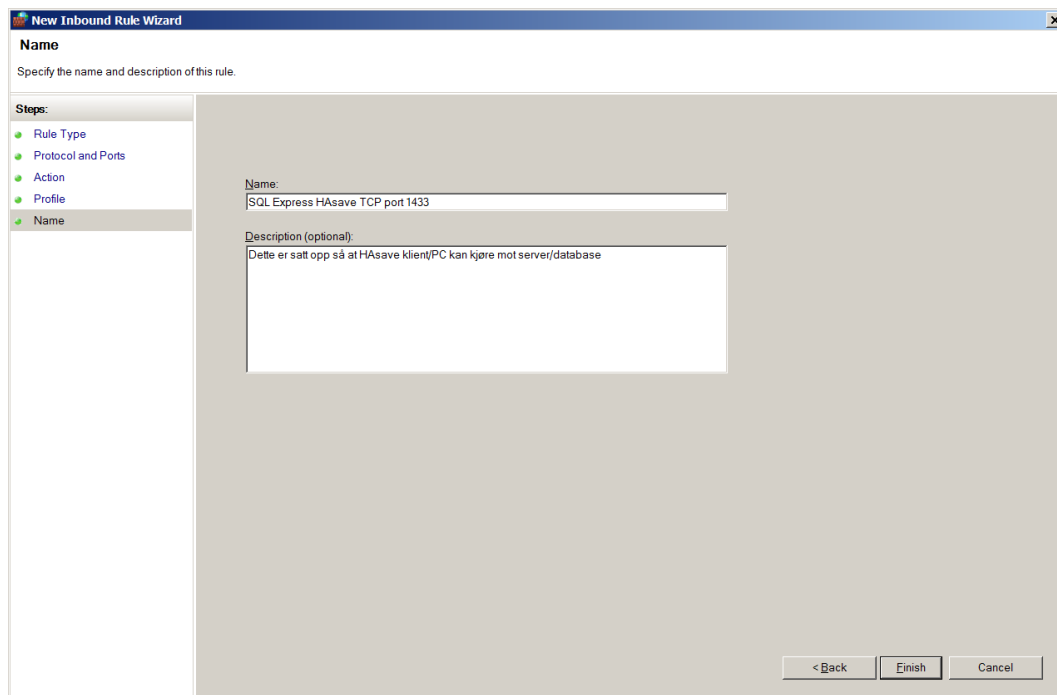 New Inbound Rule Wizard
Name
Specify the name and description of this rule.
Steps:
Rule Type
Protocol and Ports
Action
Profile
Name
Name:
SQL Express HAsave TCP port 1433
Description (optional):
Dette er satt opp så at HAsave klient/PC kan kjøre mot server/database
< Back
Finish
Cancel